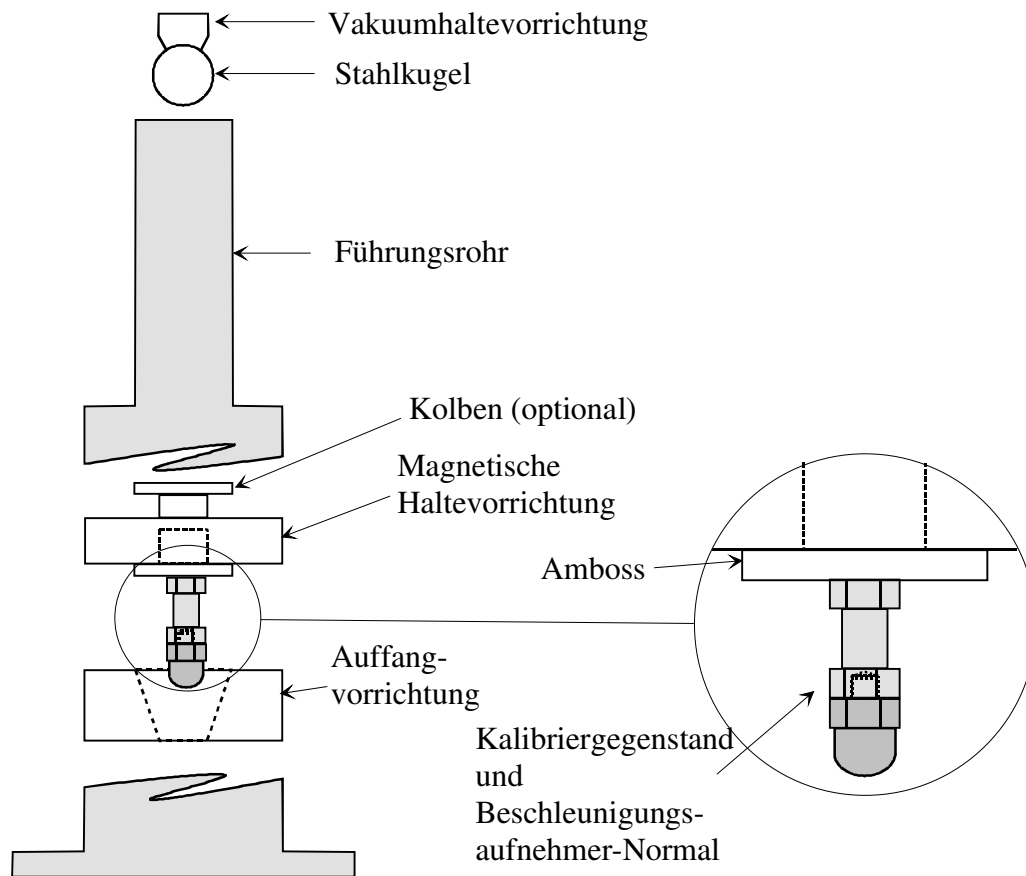 Vakuumhaltevorrichtung
Stahlkugel
Führungsrohr
Kolben (optional)
Magnetische
Haltevorrichtung
Amboss
Auffang-
vorrichtung
Kalibriergegenstand
und
Beschleunigungs-
aufnehmer-Normal